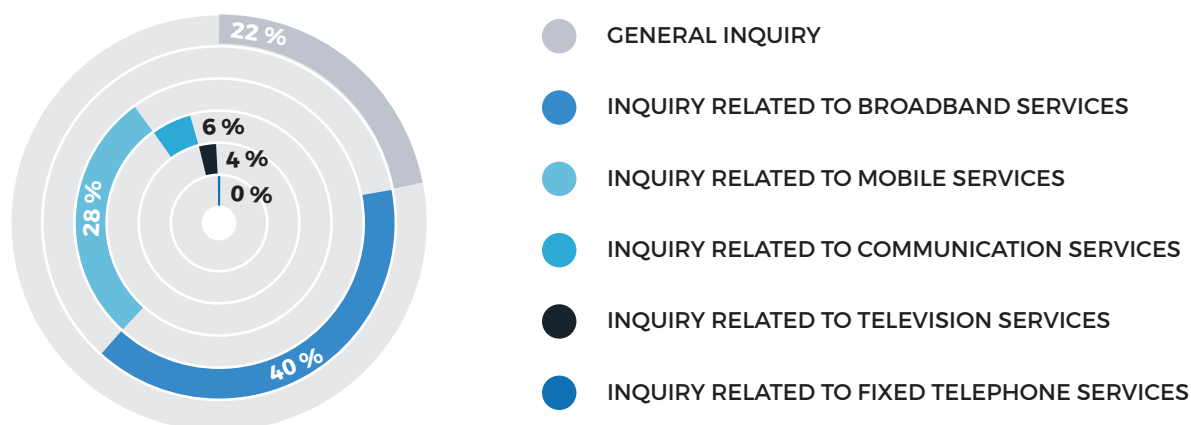 22 %
6 %
4 %
0 %
28 %
40 %
GENERAL INQUIRY
INQUIRY RELATED TO BROADBAND SERVICES
INQUIRY RELATED TO MOBILE SERVICES
INQUIRY RELATED TO COMMUNICATION SERVICES
INQUIRY RELATED TO TELEVISION SERVICES
INQUIRY RELATED TO FIXED TELEPHONE SERVICES